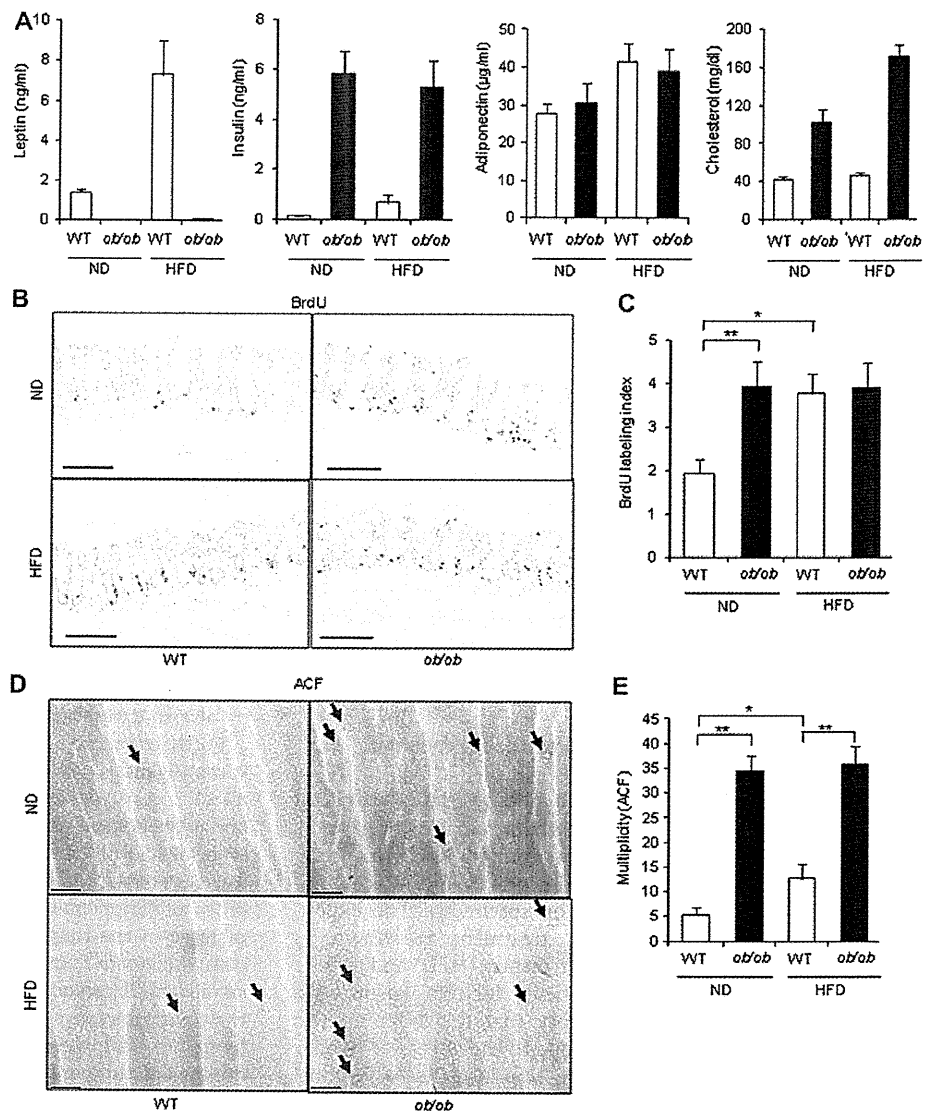 A
Leptin (ng/ml)
10
8
6
4
2
0
WT ob/ob WT ob/ob
ND HFD
Insulin (ng/ml)
8
6
4
2
0
WT ob/ob WT ob/ob
ND HFD
Adiponectin (µg/ml)
50
40
30
20
10
0
WT ob/ob WT ob/ob
ND HFD
Cholesterol (mg/dl)
200
160
120
80
40
0
WT ob/ob WT ob/ob
ND HFD
B
BrdU
ND
HFD
WT ob/ob
C
BrdU labeling index
5
4
3
2
1
0
*
**
WT ob/ob WT ob/ob
ND HFD
D
ACF
ND
HFD
WT ob/ob
E
Multiplicity (ACF)
45
40
35
30
25
20
15
10
5
0
*
** **
WT ob/ob WT ob/ob
ND HFD